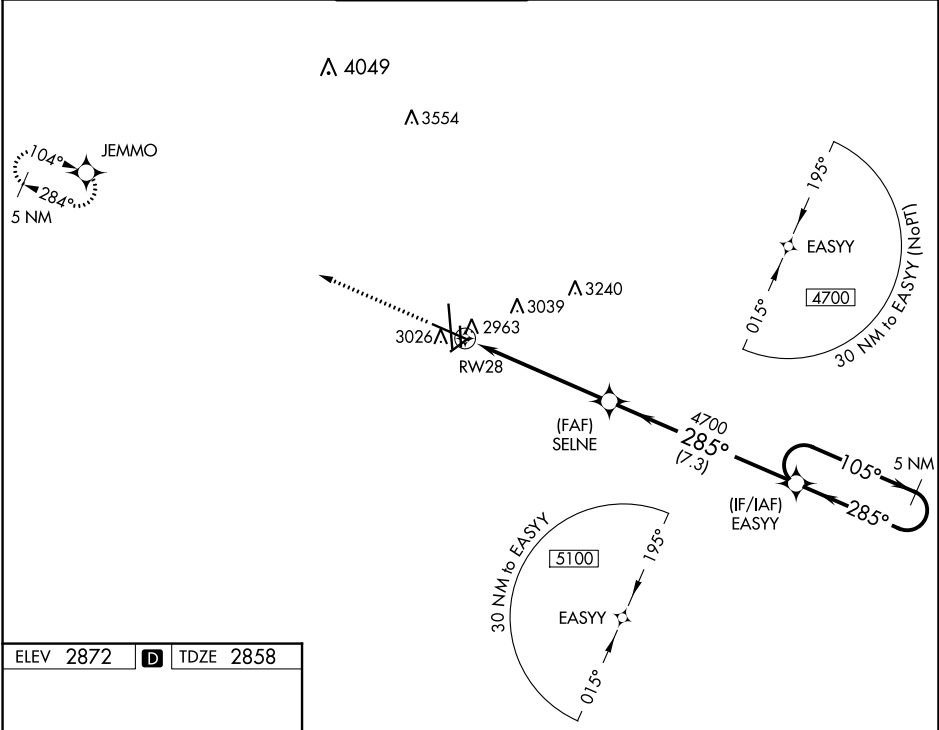 4049
3554
JEMMO
104°
284°
5 NM
195°
EASYY
4700
015°
30 NM to EASYY (NoPT)
3240
3039
2963
3026
RW28
(FAF)
SELNE
4700
285°
(7.3)
105°
5 NM
285°
(IF/IAF)
EASYY
30 NM to EASYY
5100
195°
EASYY
015°
ELEV 2872 D TDZE 2858